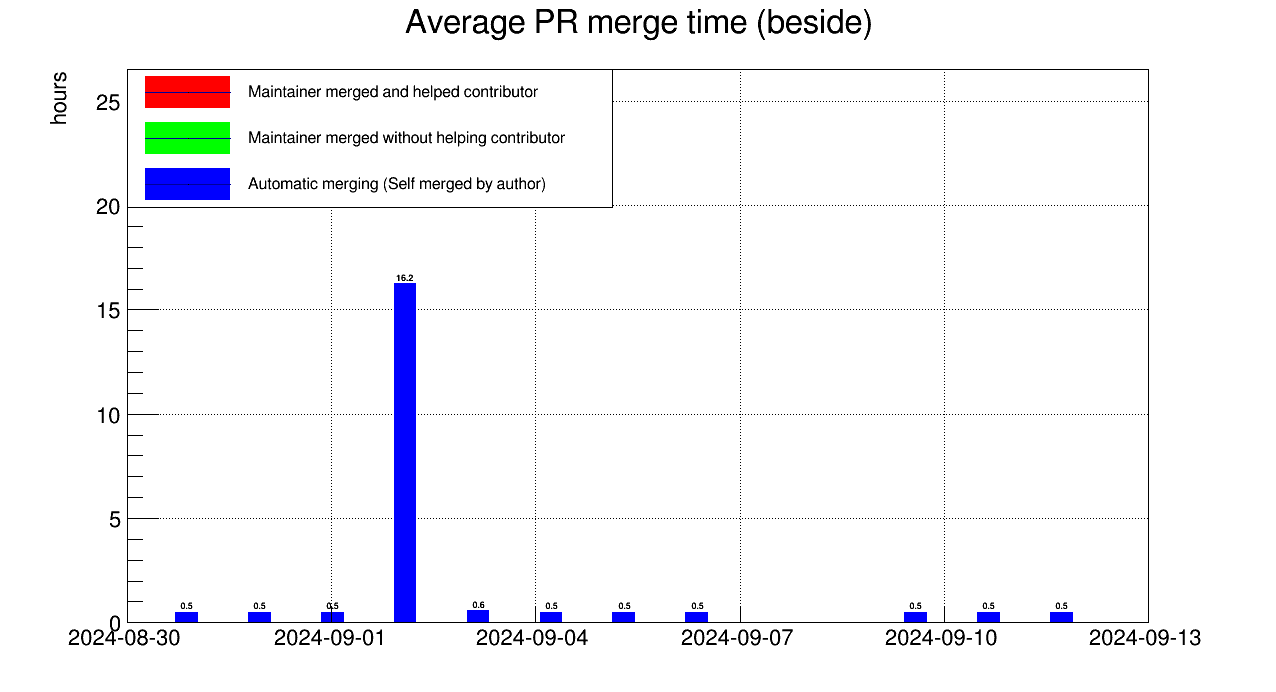 Average PR merge time (beside)
hours
Maintainer merged and helped contributor
25
Maintainer merged without helping contributor
Automatic merging (Self merged by author)
20
16.2
15
10
5
0.5 0.5 0.5 0.6 0.5 0.5 0.5 0.5 0.5 0.5
0
2024-08-30 2024-09-01 2024-09-04 2024-09-07 2024-09-10 2024-09-13